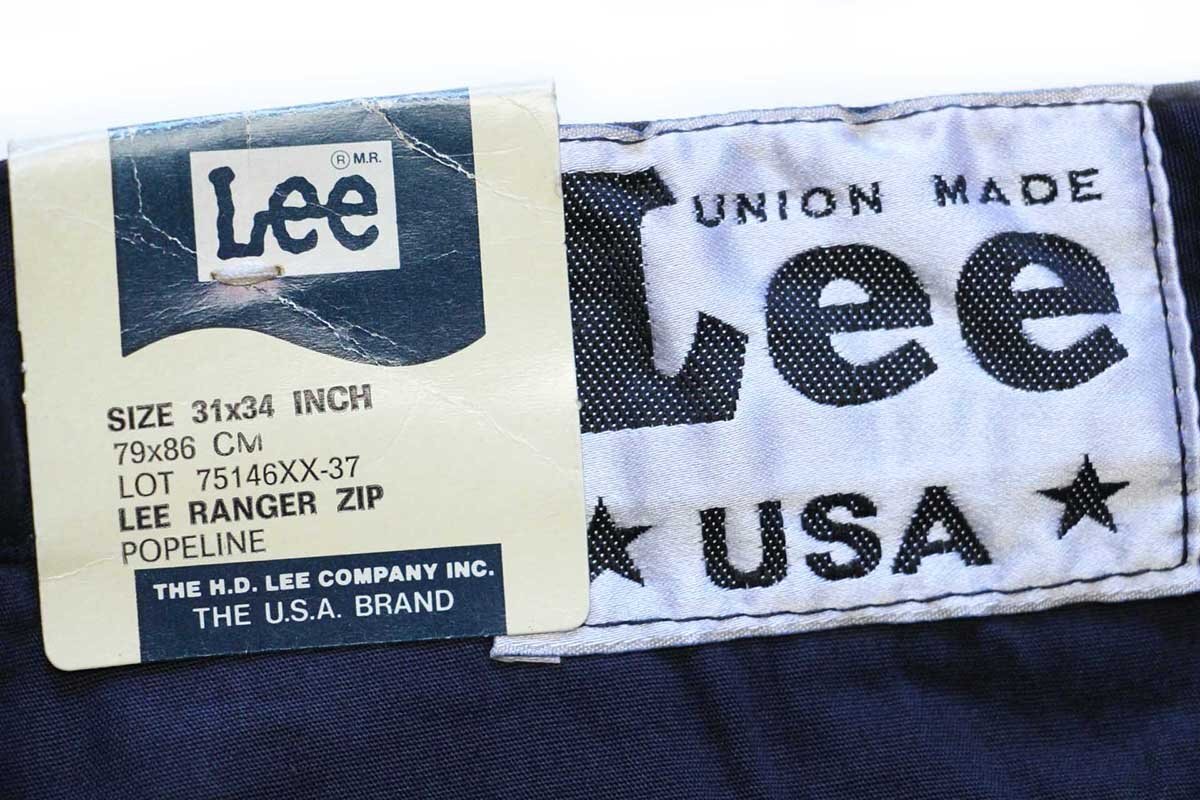 ® M.R.
Lee
SIZE 31x34 INCH
79x86 CM
LOT 75146XX-37
LEE RANGER ZIP
POPELINE
THE H.D. LEE COMPANY INC.
THE U.S.A. BRAND
UNION MADE
Lee
★ USA ★